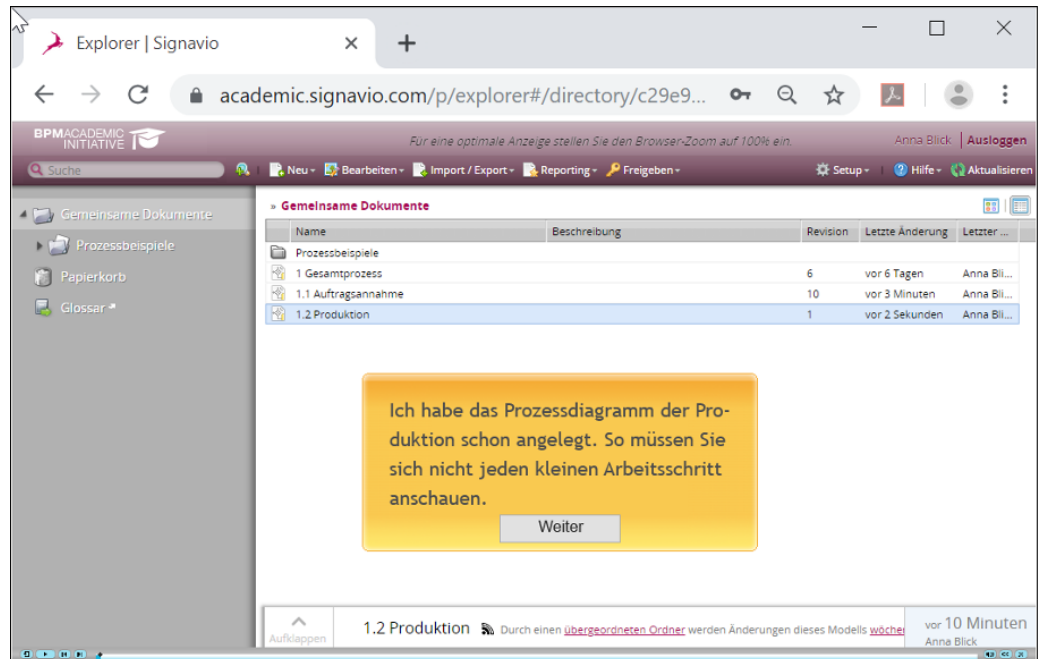 Explorer | Signavio
academic.signavio.com/p/explorer#/directory/c29e9...
BPMACADEMIC INITIATIVE
Für eine optimale Anzeige stellen Sie den Browser-Zoom auf 100% ein.
Anna Blick | Ausloggen
Suche
Neu
Bearbeiten
Import / Export
Reporting
Freigeben
Setup
Hilfe
Aktualisieren
Gemeinsame Dokumente
Prozessbeispiele
Papierkorb
Glossar
» Gemeinsame Dokumente
Name Beschreibung Revision Letzte Änderung Letzter ...
Prozessbeispiele
1 Gesamtprozess 6 vor 6 Tagen Anna Bli...
1.1 Auftragsannahme 10 vor 3 Minuten Anna Bli...
1.2 Produktion 1 vor 2 Sekunden Anna Bli...
Ich habe das Prozessdiagramm der Pro-
duktion schon angelegt. So müssen Sie
sich nicht jeden kleinen Arbeitsschritt
anschauen.
Weiter
Aufklappen
1.2 Produktion Durch einen übergeordneten Ordner werden Änderungen dieses Modells wöcher
vor 10 Minuten
Anna Blick